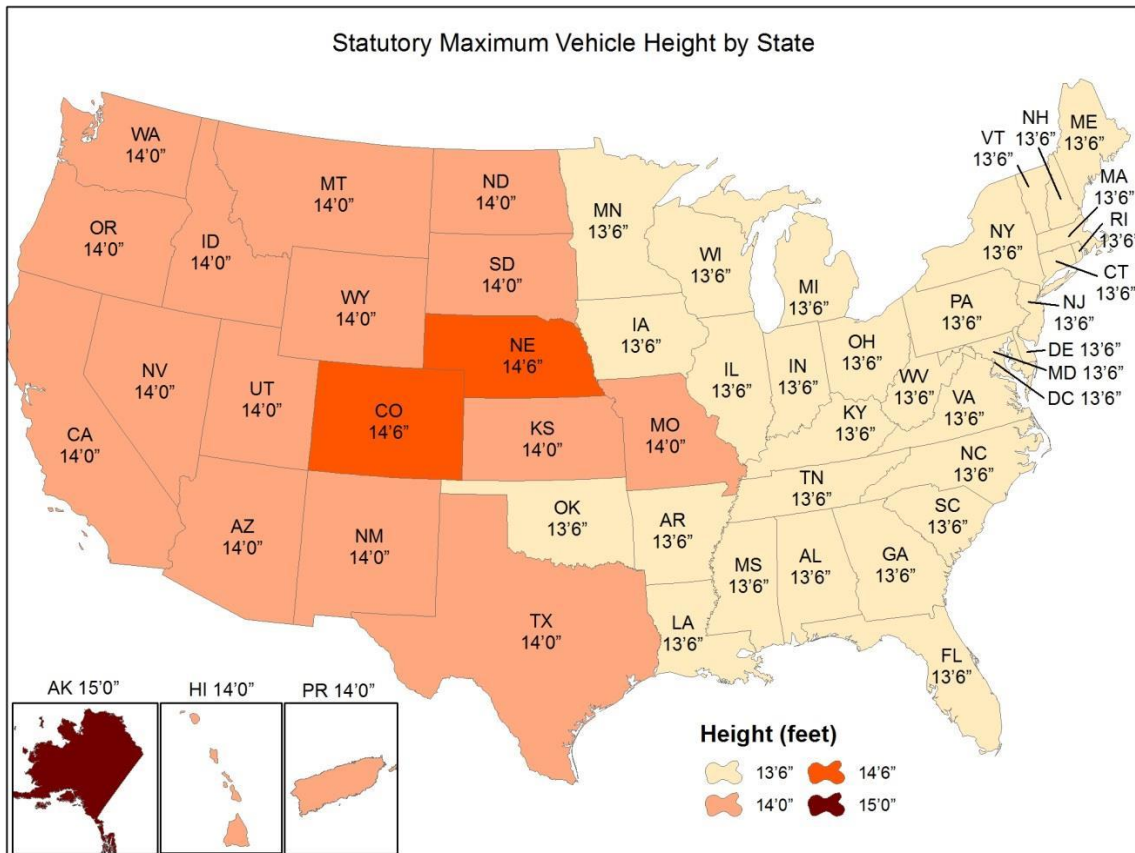 Statutory Maximum Vehicle Height by State
WA
14’0”
MT
14’0”
ND
14’0”
MN
13’6”
VT
13’6”
NH
13’6”
ME
13’6”
MA
13’6”
RI
13’6”
CT
13’6”
NJ
13’6”
OR
14’0”
ID
14’0”
WY
14’0”
SD
14’0”
WI
13’6”
MI
13’6”
NY
13’6”
PA
13’6”
DE 13’6”
MD 13’6”
DC 13’6”
NE
14’6”
IA
13’6”
IL
13’6”
IN
13’6”
OH
13’6”
WV
13’6”
VA
13’6”
KY
13’6”
CA
14’0”
NV
14’0”
UT
14’0”
CO
14’6”
KS
14’0”
MO
14’0”
TN
13’6”
NC
13’6”
SC
13’6”
AZ
14’0”
NM
14’0”
OK
13’6”
AR
13’6”
MS
13’6”
AL
13’6”
GA
13’6”
TX
14’0”
LA
13’6”
FL
13’6”
AK 15’0”
HI 14’0”
PR 14’0”
Height (feet)
13’6”
14’6”
14’0”
15’0”